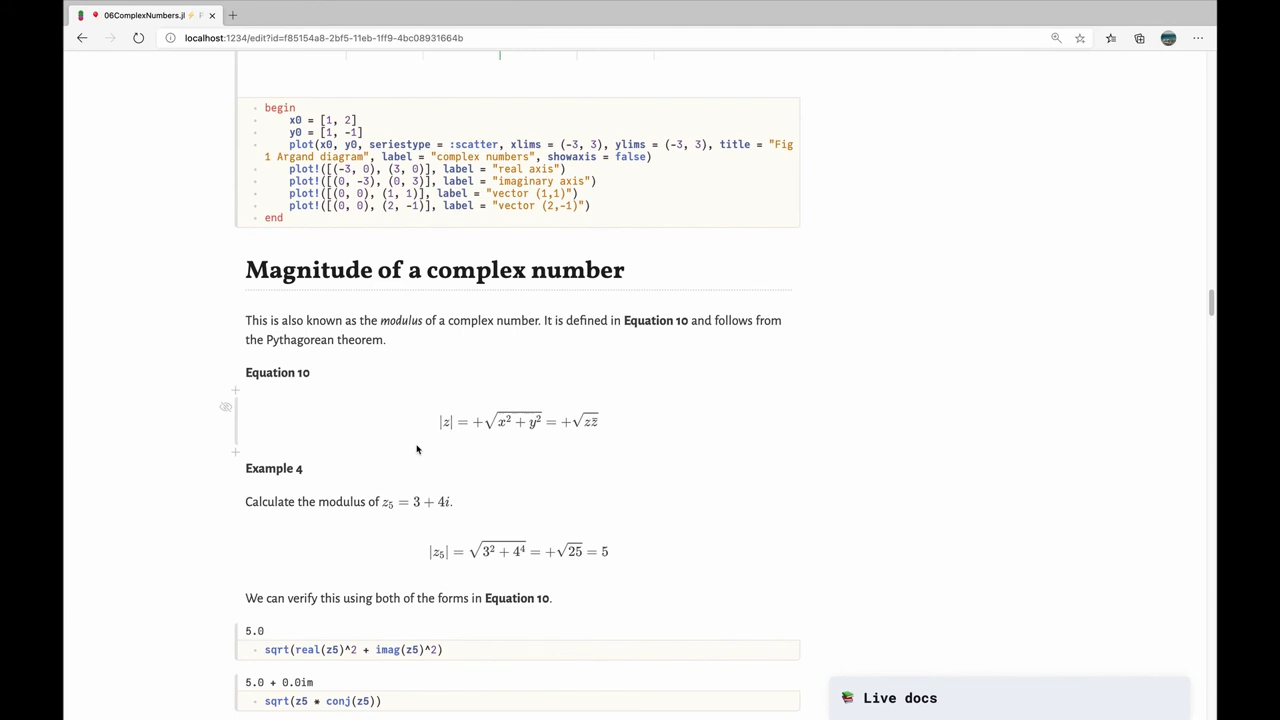 06ComplexNumbers.jl
localhost:1234/edit?id=f85154a8-2bf5-11eb-1ff9-4bc08931664b
begin
x0 = [1, 2]
y0 = [1, -1]
plot(x0, y0, seriestype = :scatter, xlims = (-3, 3), ylims = (-3, 3), title = "Fig
1 Argand diagram", label = "complex numbers", showaxis = false)
plot!([(-3, 0), (3, 0)], label = "real axis")
plot!([(0, -3), (0, 3)], label = "imaginary axis")
plot!([(0, 0), (1, 1)], label = "vector (1,1)")
plot!([(0, 0), (2, -1)], label = "vector (2,-1)")
end
Magnitude of a complex number
This is also known as the modulus of a complex number. It is defined in Equation 10 and follows from
the Pythagorean theorem.
Equation 10
|z| = +√(x² + y²) = +√(zz̄)
Example 4
Calculate the modulus of z₅ = 3 + 4i.
|z₅| = √(3² + 4⁴) = +√25 = 5
We can verify this using both of the forms in Equation 10.
5.0
sqrt(real(z5)^2 + imag(z5)^2)
5.0 + 0.0im
sqrt(z5 * conj(z5))
Live docs